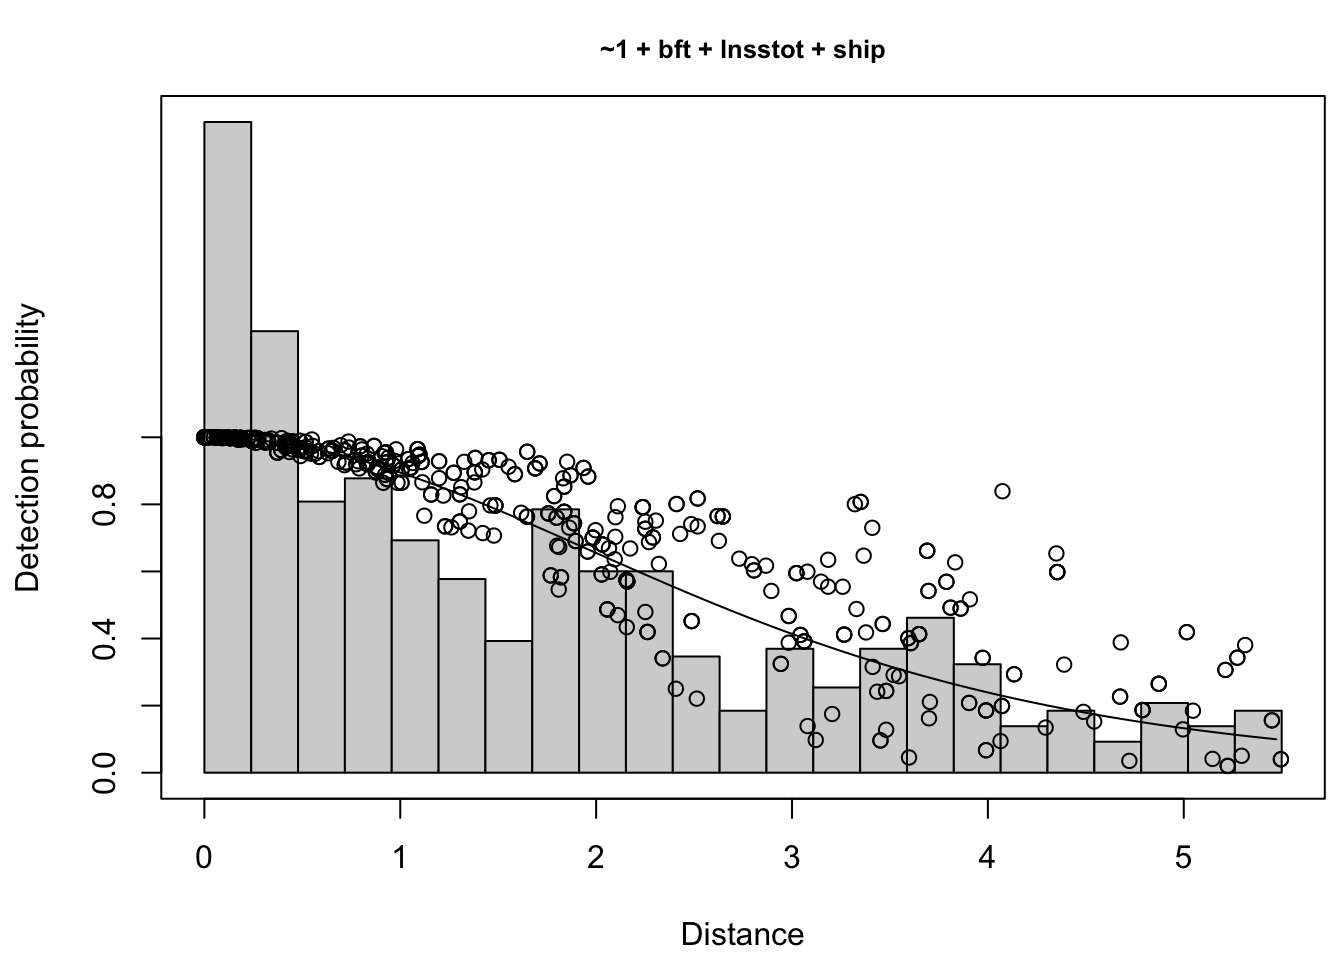 ~1 + bft + lnsstot + ship
Detection probability
0.8
0.4
0.0
0 1 2 3 4 5
Distance